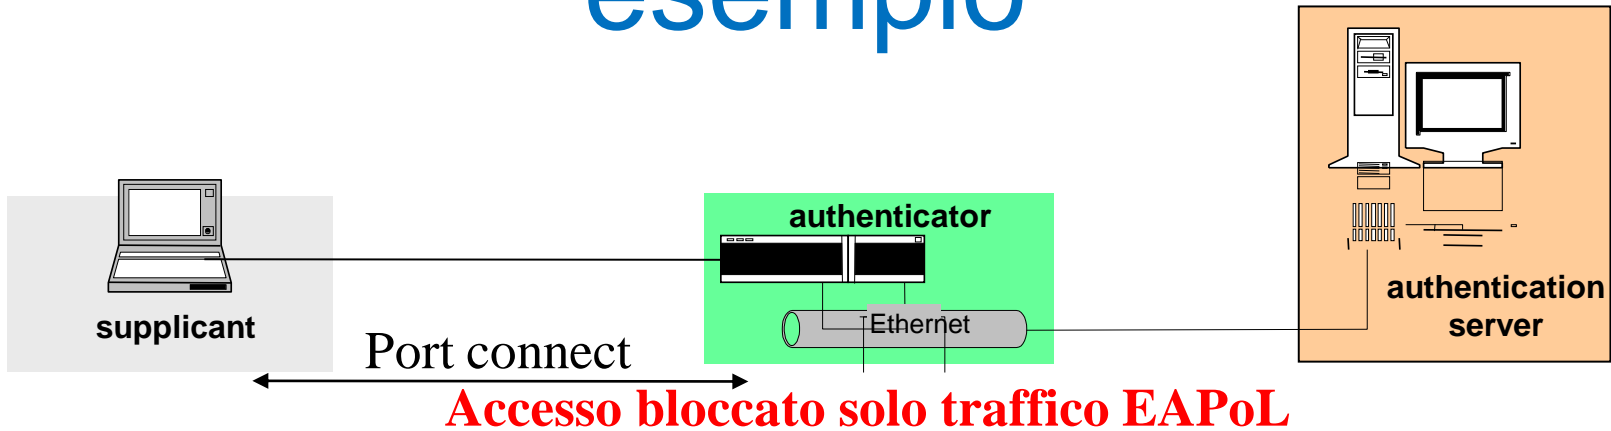 esempio
authenticator
authentication
server
Ethernet
supplicant
Port connect
Accesso bloccato solo traffico EAPoL